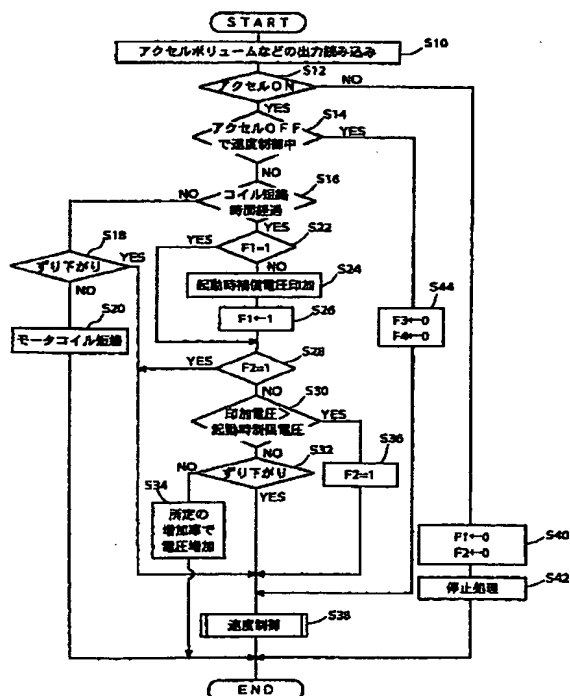 START
アクセルボリュームなどの出力読み込み
S10
S12
アクセルON
NO
YES
S14
アクセルOFF
で速度制御中
YES
NO
S16
コイル短絡
時間経過
NO
YES
S18
ずり下がり
YES
NO
S22
F1=1
YES
NO
S24
起動時補償電圧印加
S20
モータコイル短絡
S26
F1←1
S44
F3←0
F4←0
S28
F2=1
YES
NO
S30
印加電圧>
起動時制限電圧
YES
NO
S36
F2=1
S32
ずり下がり
NO
YES
S34
所定の
増加率で
電圧増加
S40
F1←0
F2←0
S42
停止処理
S38
速度制御
END